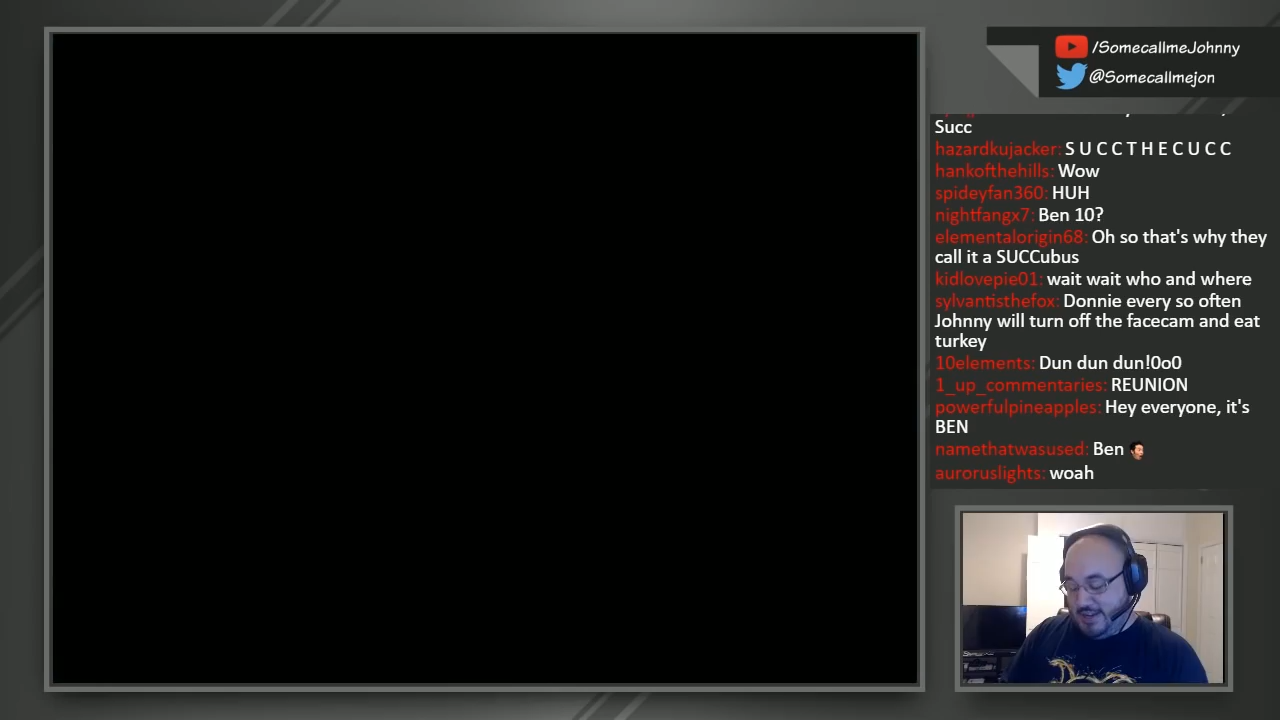 /SomecallmeJohnny
@Somecallmejon
Succ
hazardkujacker: S U C C T H E C U C C
hankofthehills: Wow
spideyfan360: HUH
nightfangx7: Ben 10?
elementalorigin68: Oh so that's why they
call it a SUCCubus
kidlovepie01: wait wait who and where
sylvantisthefox: Donnie every so often
Johnny will turn off the facecam and eat
turkey
10elements: Dun dun dun!0o0
1_up_commentaries: REUNION
powerfulpineapples: Hey everyone, it's
BEN
namethatwasused: Ben
auroruslights: woah